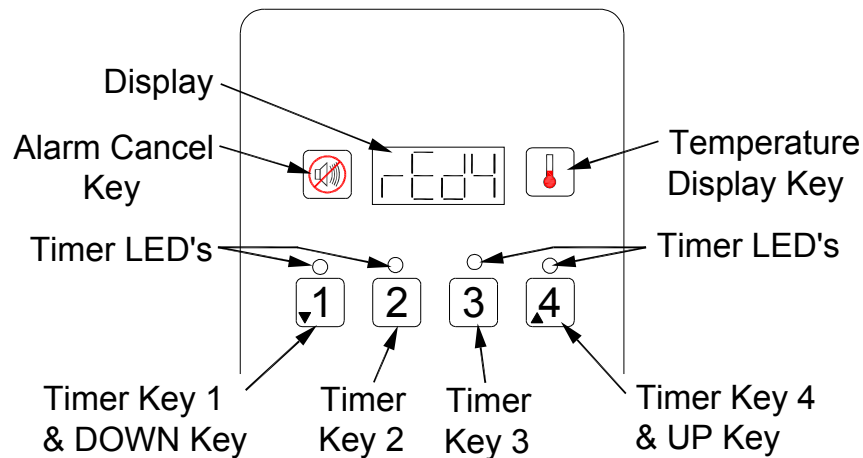 Display
Alarm Cancel
Key
rEd4
Temperature
Display Key
Timer LED's
Timer LED's
1
2
3
4
Timer Key 1
& DOWN Key
Timer
Key 2
Timer
Key 3
Timer Key 4
& UP Key